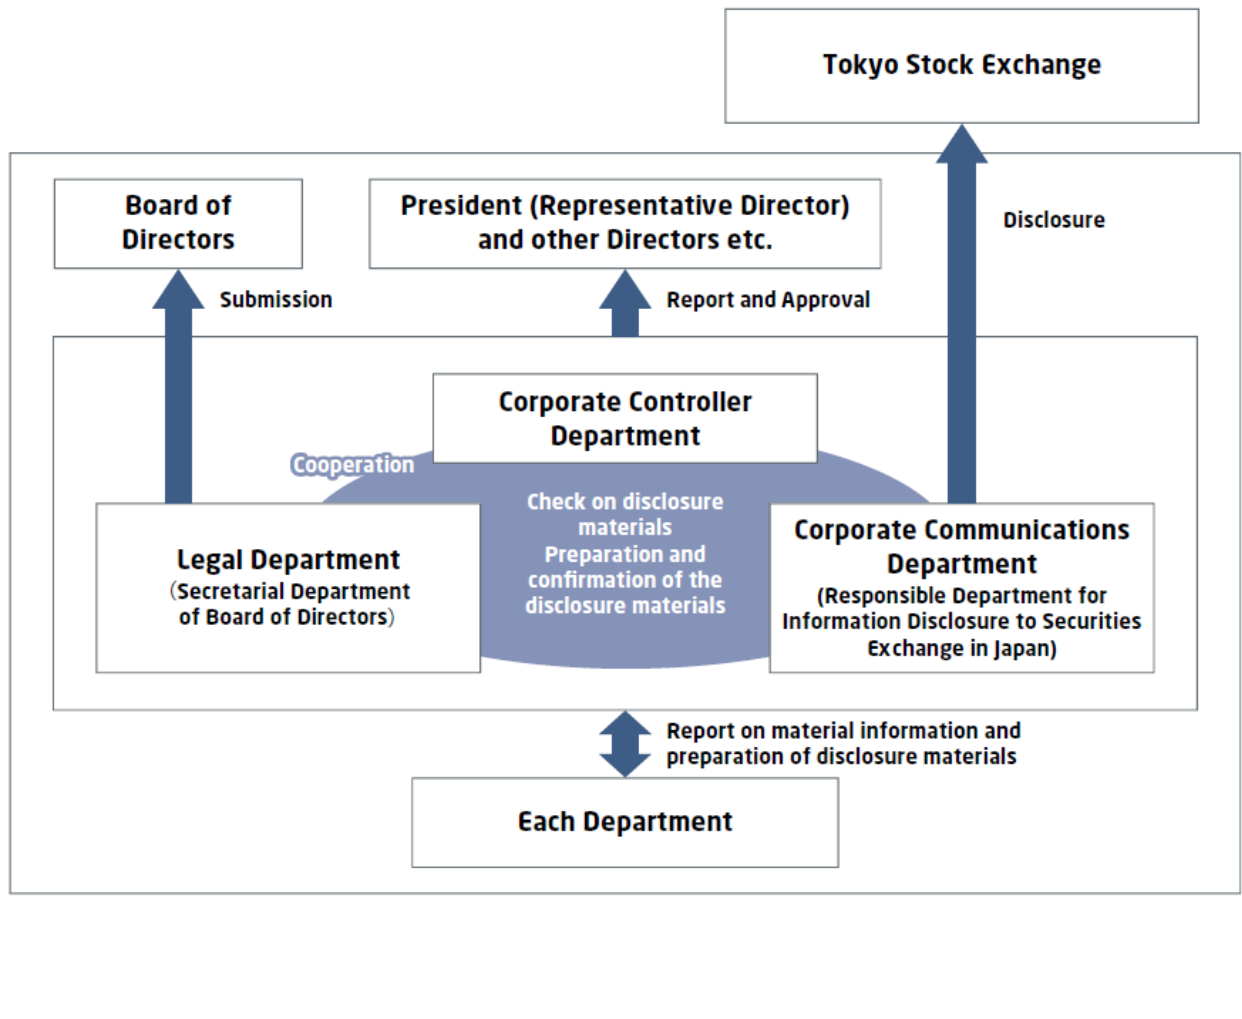 Tokyo Stock Exchange
Board of
Directors
President (Representative Director)
and other Directors etc.
Disclosure
Submission
Report and Approval
Corporate Controller
Department
Cooperation
Check on disclosure
materials
Preparation and
confirmation of the
disclosure materials
Legal Department
（Secretarial Department
of Board of Directors）
Corporate Communications
Department
(Responsible Department for
Information Disclosure to Securities
Exchange in Japan)
Report on material information and
preparation of disclosure materials
Each Department